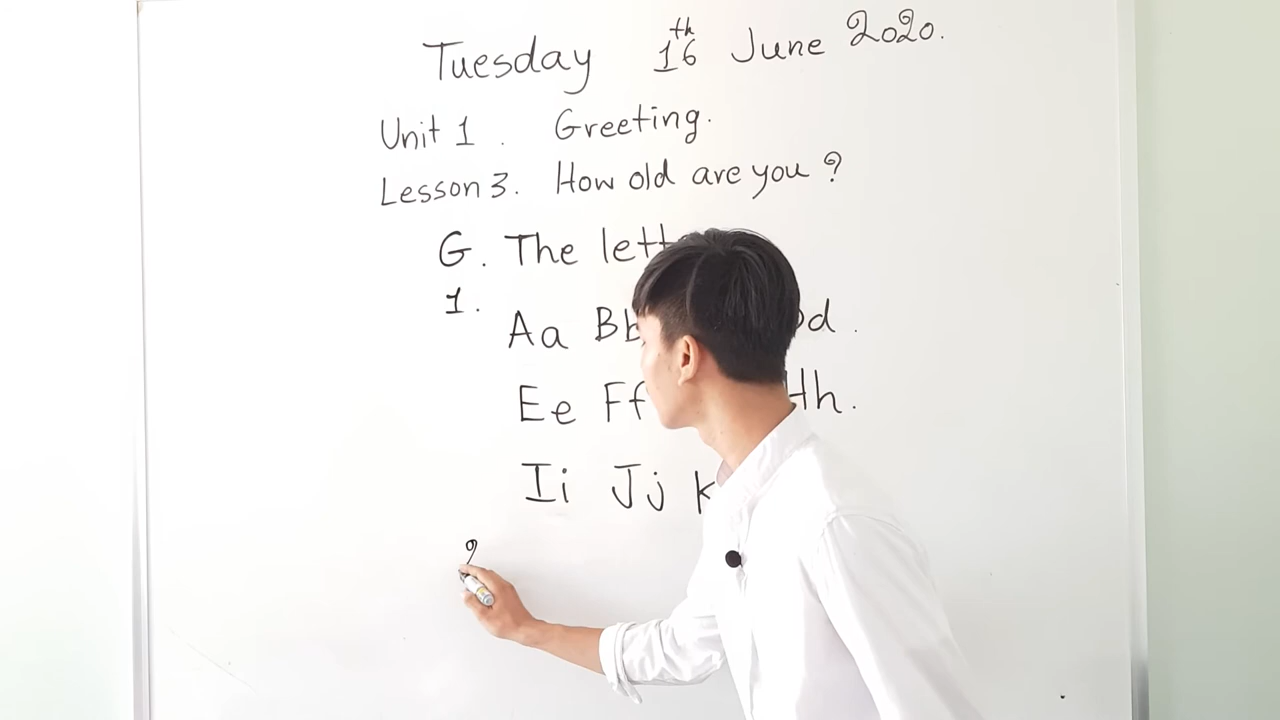 Tuesday 16th June 2020.
Unit 1. Greeting.
Lesson 3. How old are you?
G. The
1.
Aa Bb .
Ee Ff Hh.
Ii Jj